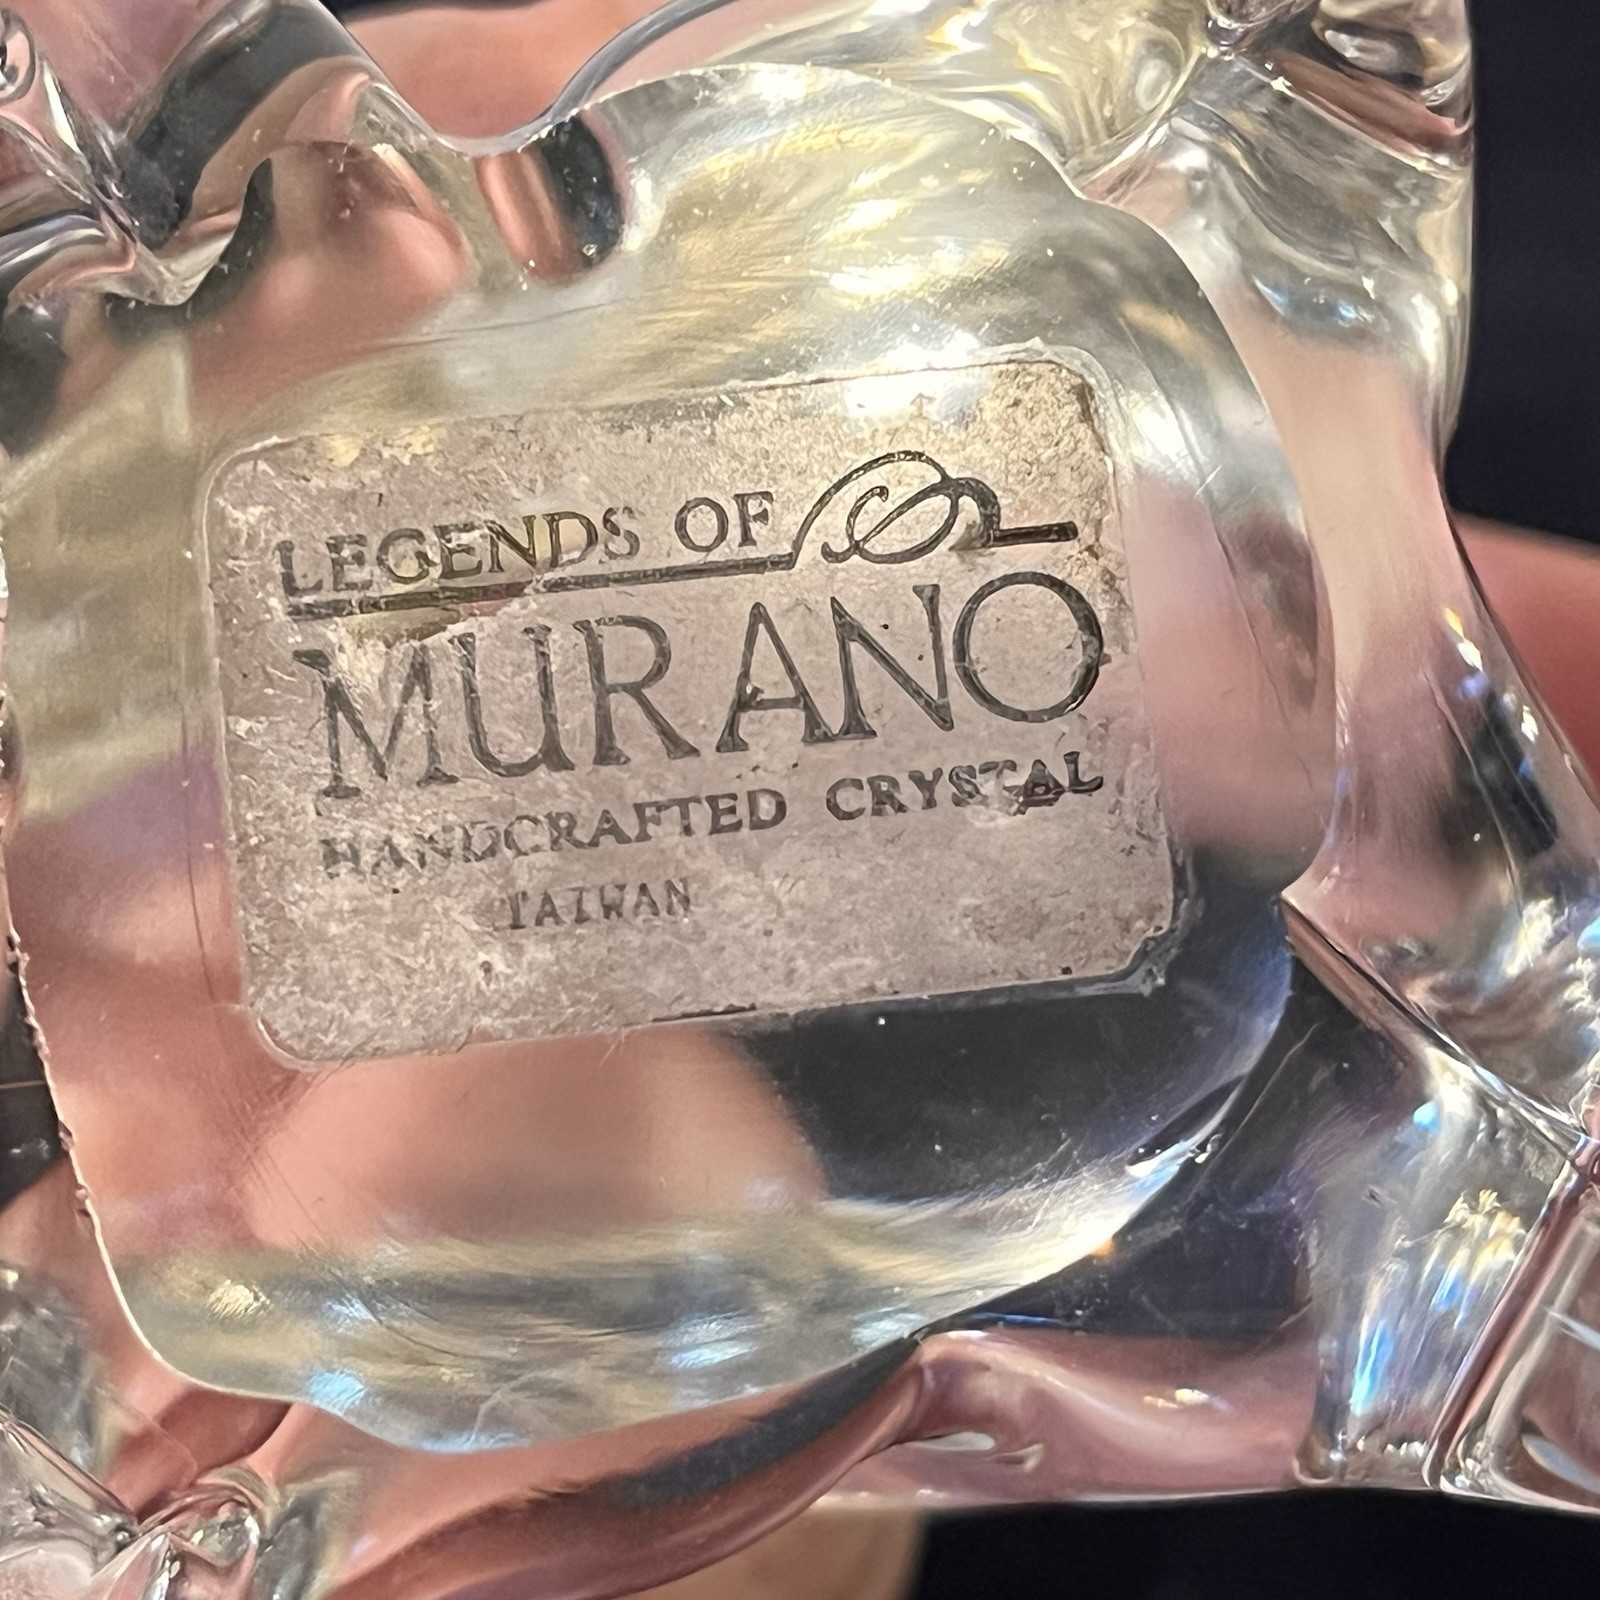 LEGENDS OF
MURANO
HANDCRAFTED CRYSTAL
TAIWAN